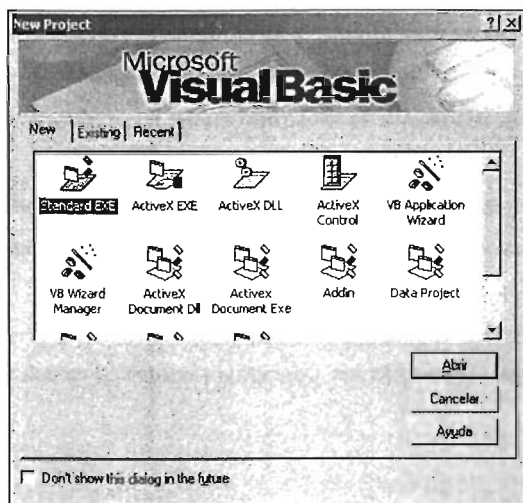 New Project
Microsoft
Visual Basic
New
Existing
Recent
Standard EXE
ActiveX EXE
ActiveX DLL
ActiveX
Control
VB Application
Wizard
VB Wizard
Manager
ActiveX
Document Dll
Activex
Document Exe
Addin
Data Project
Abrir
Cancelar
Ayuda
Don't show this dialog in the future